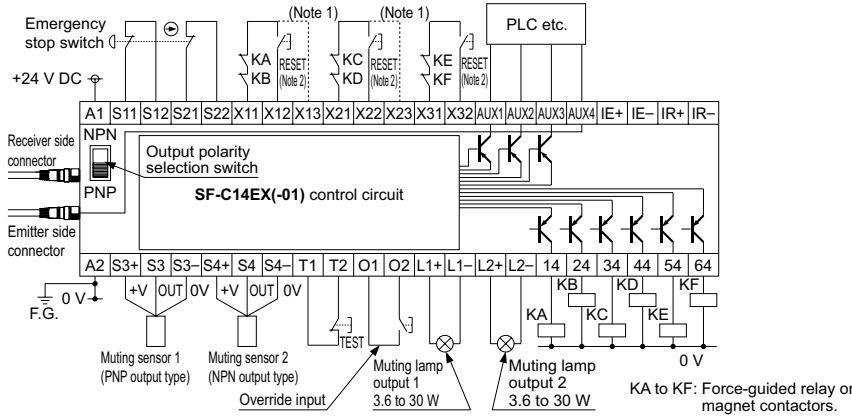 (Note 1)
(Note 1)
PLC etc.
Emergency
stop switch
+24 V DC
KA
KB
RESET
(Note 2)
KC
KD
RESET
(Note 2)
KE
KF
RESET
(Note 2)
A1 S11 S12 S21 S22 X11 X12 X13 X21 X22 X23 X31 X32 AUX1 AUX2 AUX3 AUX4 IE+ IE– IR+ IR–
Receiver side
connector
NPN
PNP
Output polarity
selection switch
SF-C14EX(-01) control circuit
Emitter side
connector
A2 S3+ S3 S3– S4+ S4 S4– T1 T2 O1 O2 L1+ L1– L2+ L2– 14 24 34 44 54 64
0 V
F.G.
+V OUT 0V
+V OUT 0V
TEST
KA
KB
KC
KD
KE
KF
0 V
Muting sensor 1
(PNP output type)
Muting sensor 2
(NPN output type)
Override input
Muting lamp
output 1
3.6 to 30 W
Muting lamp
output 2
3.6 to 30 W
KA to KF: Force-guided relay or
magnet contactors.